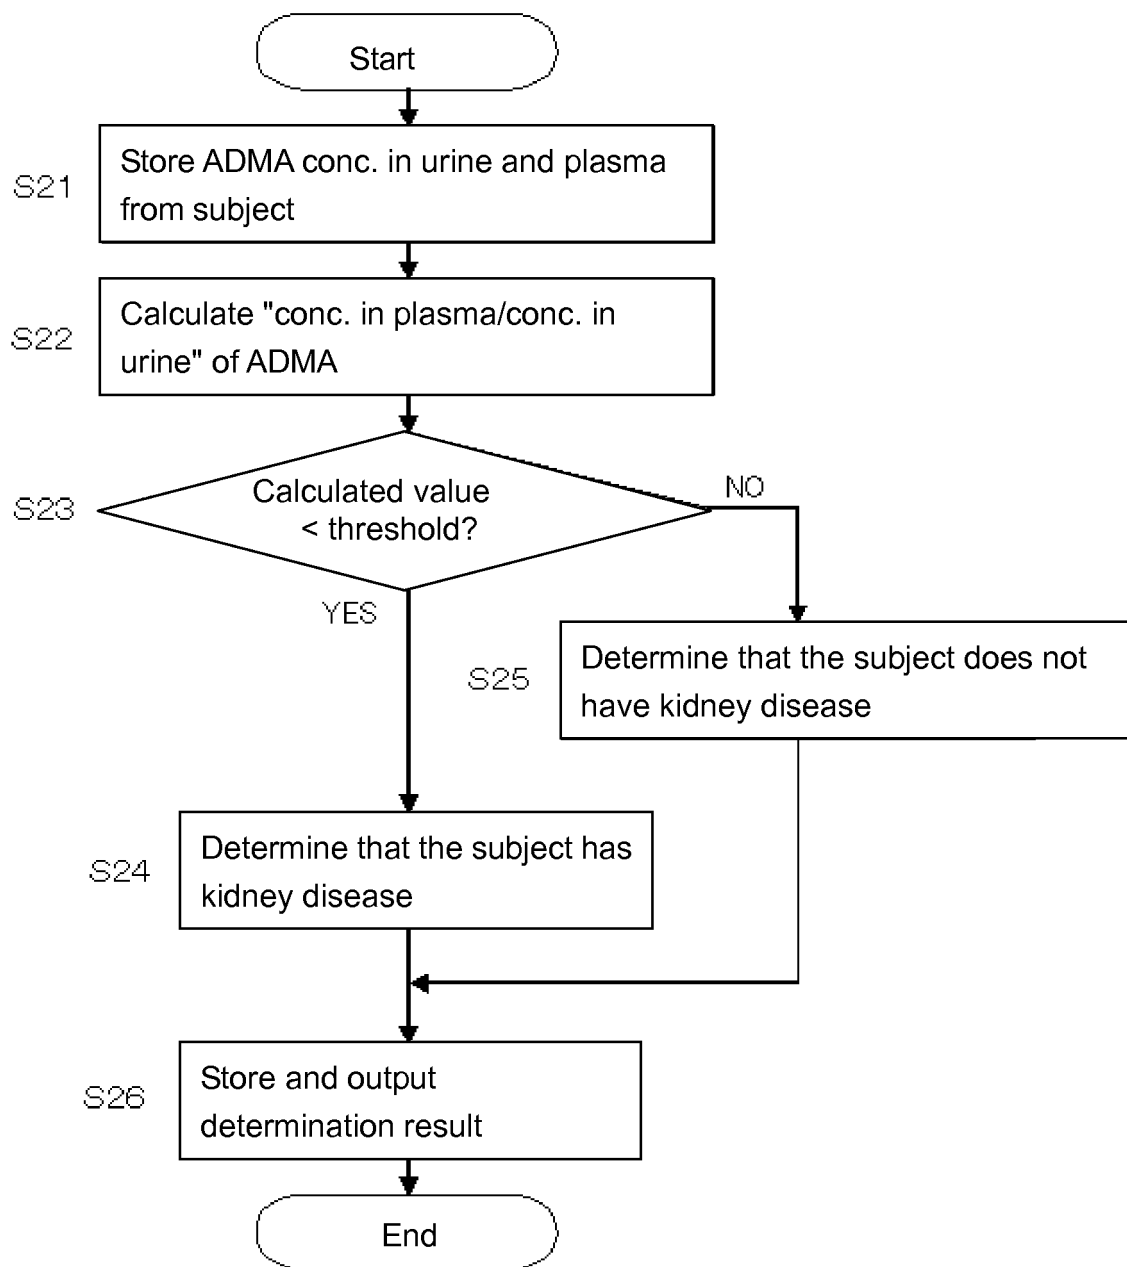 Start
S21
Store ADMA conc. in urine and plasma
from subject
S22
Calculate "conc. in plasma/conc. in
urine" of ADMA
S23
Calculated value
< threshold?
NO
YES
S25
Determine that the subject does not
have kidney disease
S24
Determine that the subject has
kidney disease
S26
Store and output
determination result
End